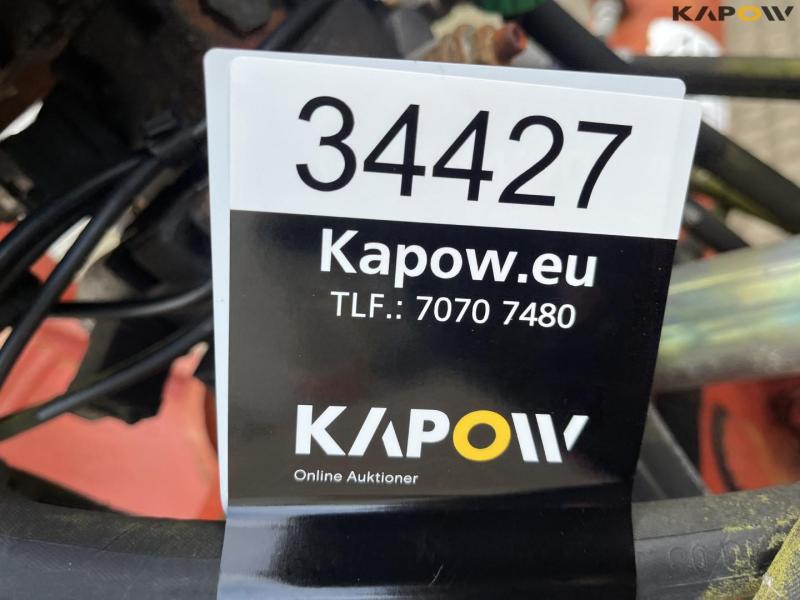 KAPOW
34427
Kapow.eu
TLF.: 7070 7480
KAPOW
Online Auktioner